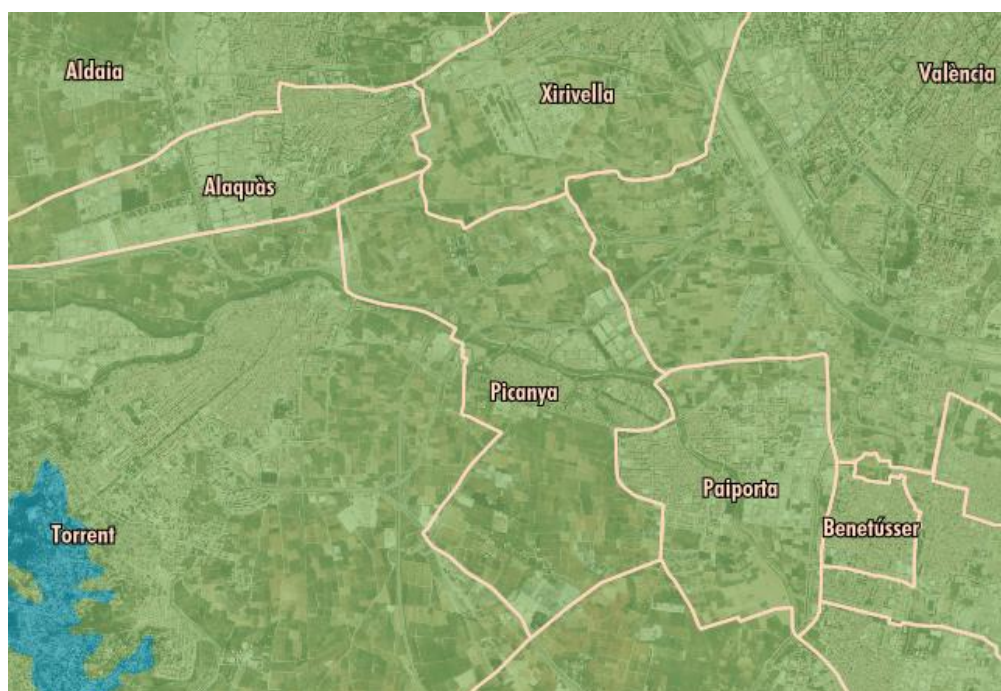 Aldaia
València
Xirivella
Alaquàs
Picanya
Paiporta
Torrent
Benetússer